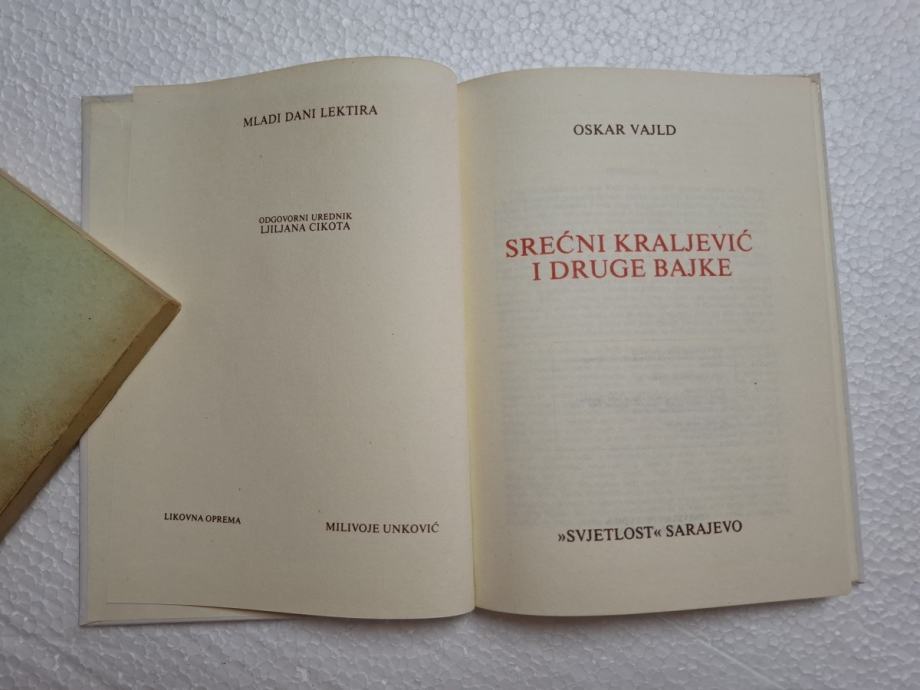 MLADI DANI LEKTIRA
ODGOVORNI UREDNIK
LJILJANA CIKOTA
LIKOVNA OPREMA
MILIVOJE UNKOVIĆ
OSKAR VAJLD
SREĆNI KRALJEVIĆ
I DRUGE BAJKE
»SVJETLOST« SARAJEVO